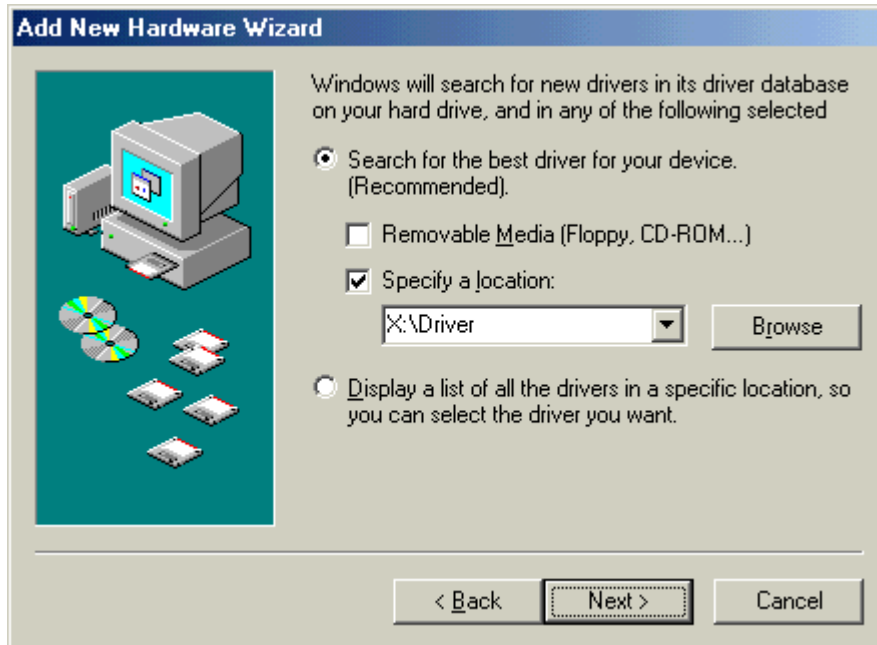 Add New Hardware Wizard
Windows will search for new drivers in its driver database
on your hard drive, and in any of the following selected
Search for the best driver for your device.
(Recommended).
Removable Media (Floppy, CD-ROM...)
Specify a location:
X:\Driver
Browse
Display a list of all the drivers in a specific location, so
you can select the driver you want.
< Back
Next >
Cancel